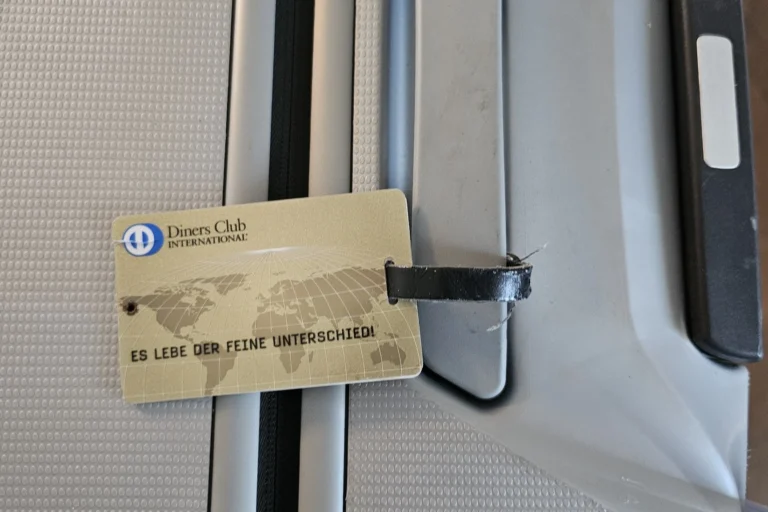 Diners Club
INTERNATIONAL®
ES LEBE DER FEINE UNTERSCHIED!